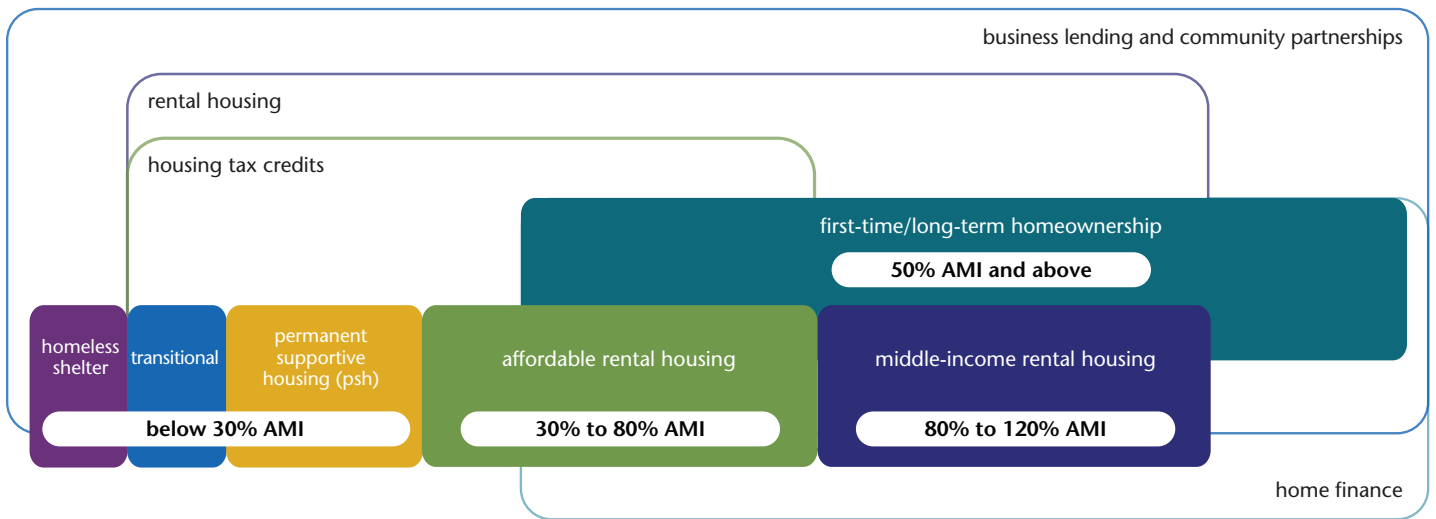 business lending and community partnerships
rental housing
housing tax credits
first-time/long-term homeownership
50% AMI and above
homeless
shelter
transitional
permanent
supportive
housing (psh)
affordable rental housing
middle-income rental housing
below 30% AMI
30% to 80% AMI
80% to 120% AMI
home finance